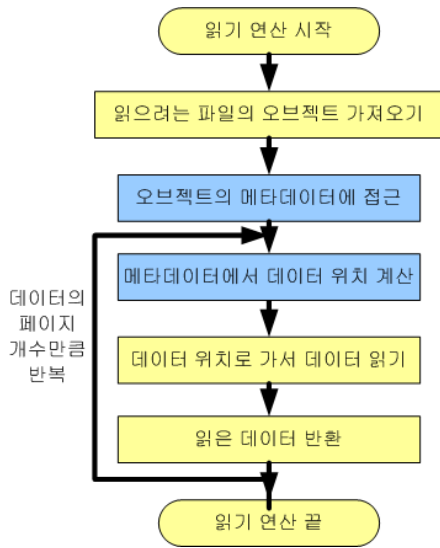 읽기 연산 시작
읽으려는 파일의 오브젝트 가져오기
오브젝트의 메타데이터에 접근
메타데이터에서 데이터 위치 계산
데이터의
페이지
개수만큼
반복
데이터 위치로 가서 데이터 읽기
읽은 데이터 반환
읽기 연산 끝